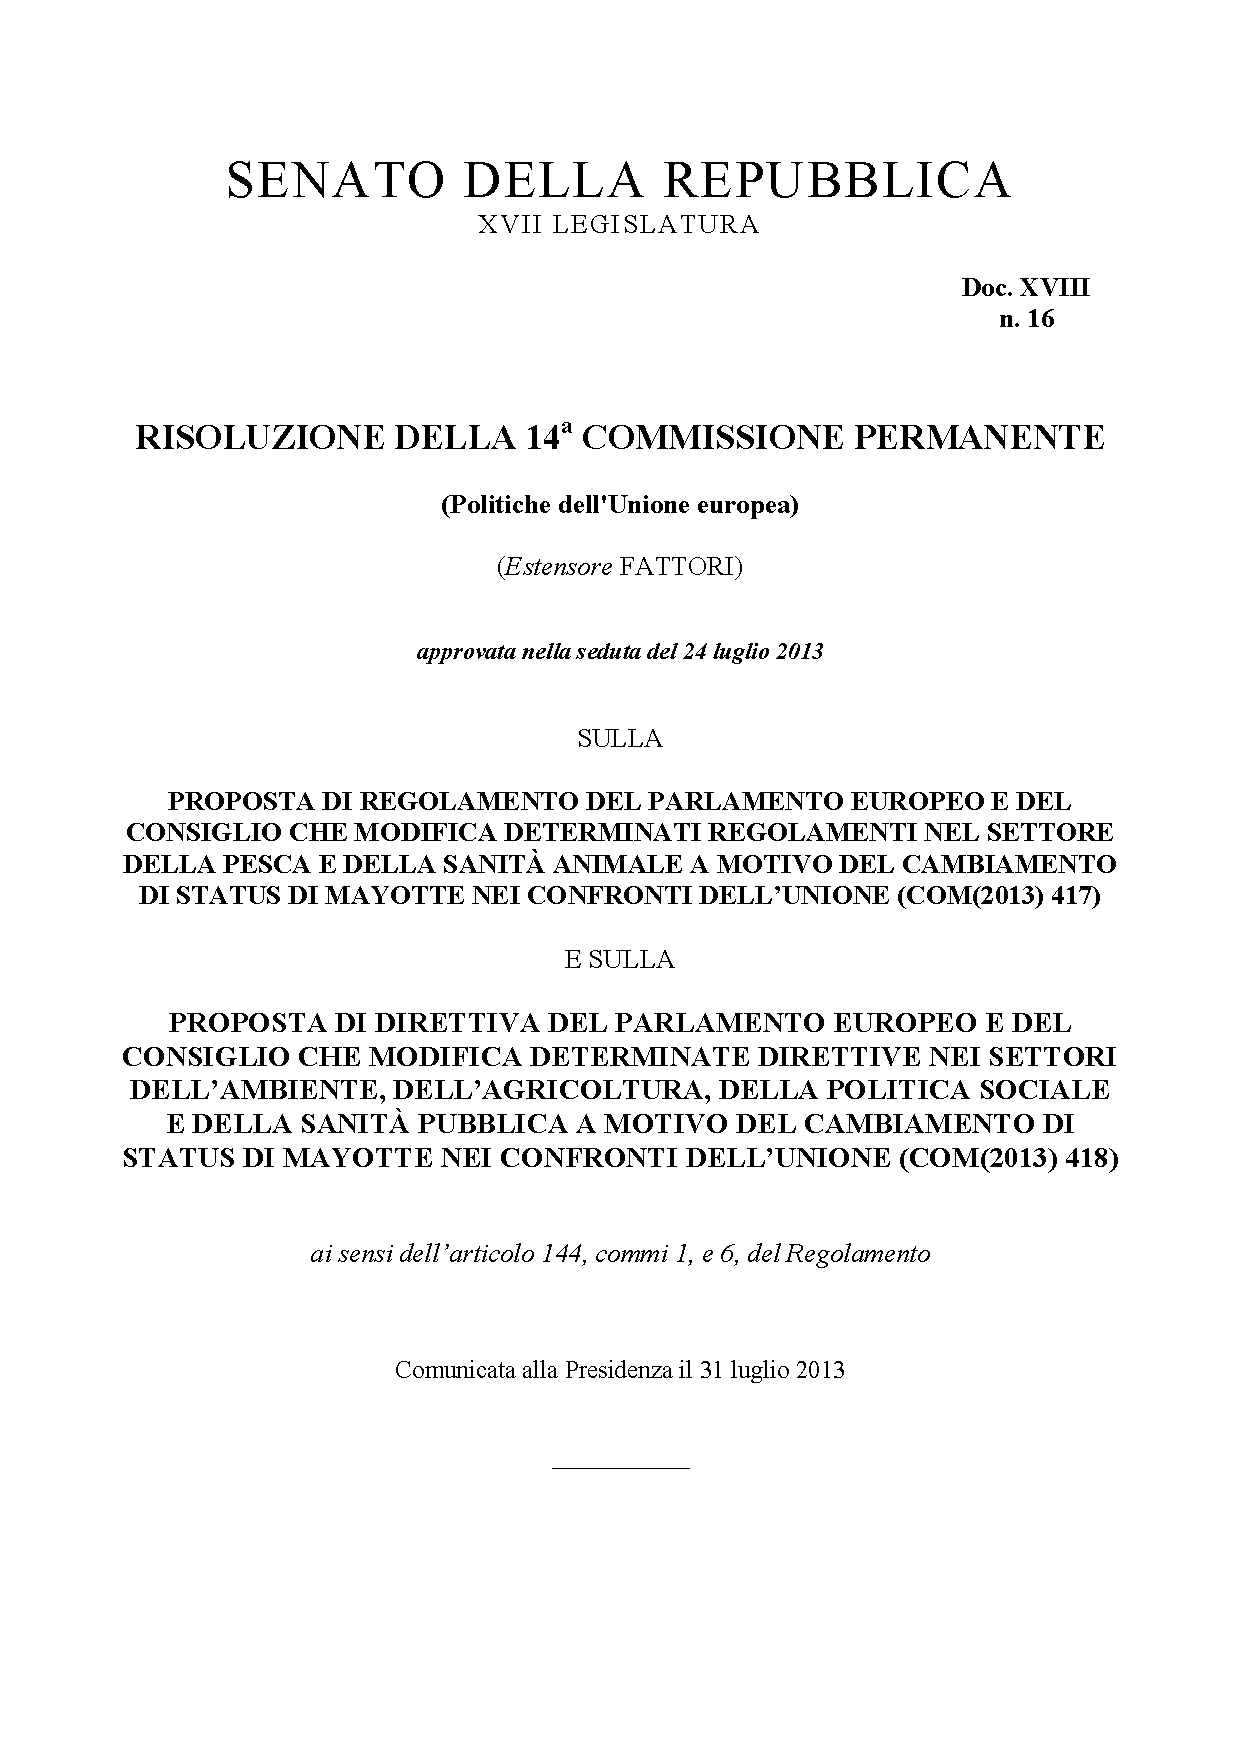 SENATO DELLA REPUBBLICA
XVII LEGISLATURA
Doc. XVIII
n. 16
RISOLUZIONE DELLA 14ª COMMISSIONE PERMANENTE
(Politiche dell'Unione europea)
(Estensore FATTORI)
approvata nella seduta del 24 luglio 2013
SULLA
PROPOSTA DI REGOLAMENTO DEL PARLAMENTO EUROPEO E DEL
CONSIGLIO CHE MODIFICA DETERMINATI REGOLAMENTI NEL SETTORE
DELLA PESCA E DELLA SANITÀ ANIMALE A MOTIVO DEL CAMBIAMENTO
DI STATUS DI MAYOTTE NEI CONFRONTI DELL’UNIONE (COM(2013) 417)
E SULLA
PROPOSTA DI DIRETTIVA DEL PARLAMENTO EUROPEO E DEL
CONSIGLIO CHE MODIFICA DETERMINATE DIRETTIVE NEI SETTORI
DELL’AMBIENTE, DELL’AGRICOLTURA, DELLA POLITICA SOCIALE
E DELLA SANITÀ PUBBLICA A MOTIVO DEL CAMBIAMENTO DI
STATUS DI MAYOTTE NEI CONFRONTI DELL’UNIONE (COM(2013) 418)
ai sensi dell’articolo 144, commi 1, e 6, del Regolamento
Comunicata alla Presidenza il 31 luglio 2013